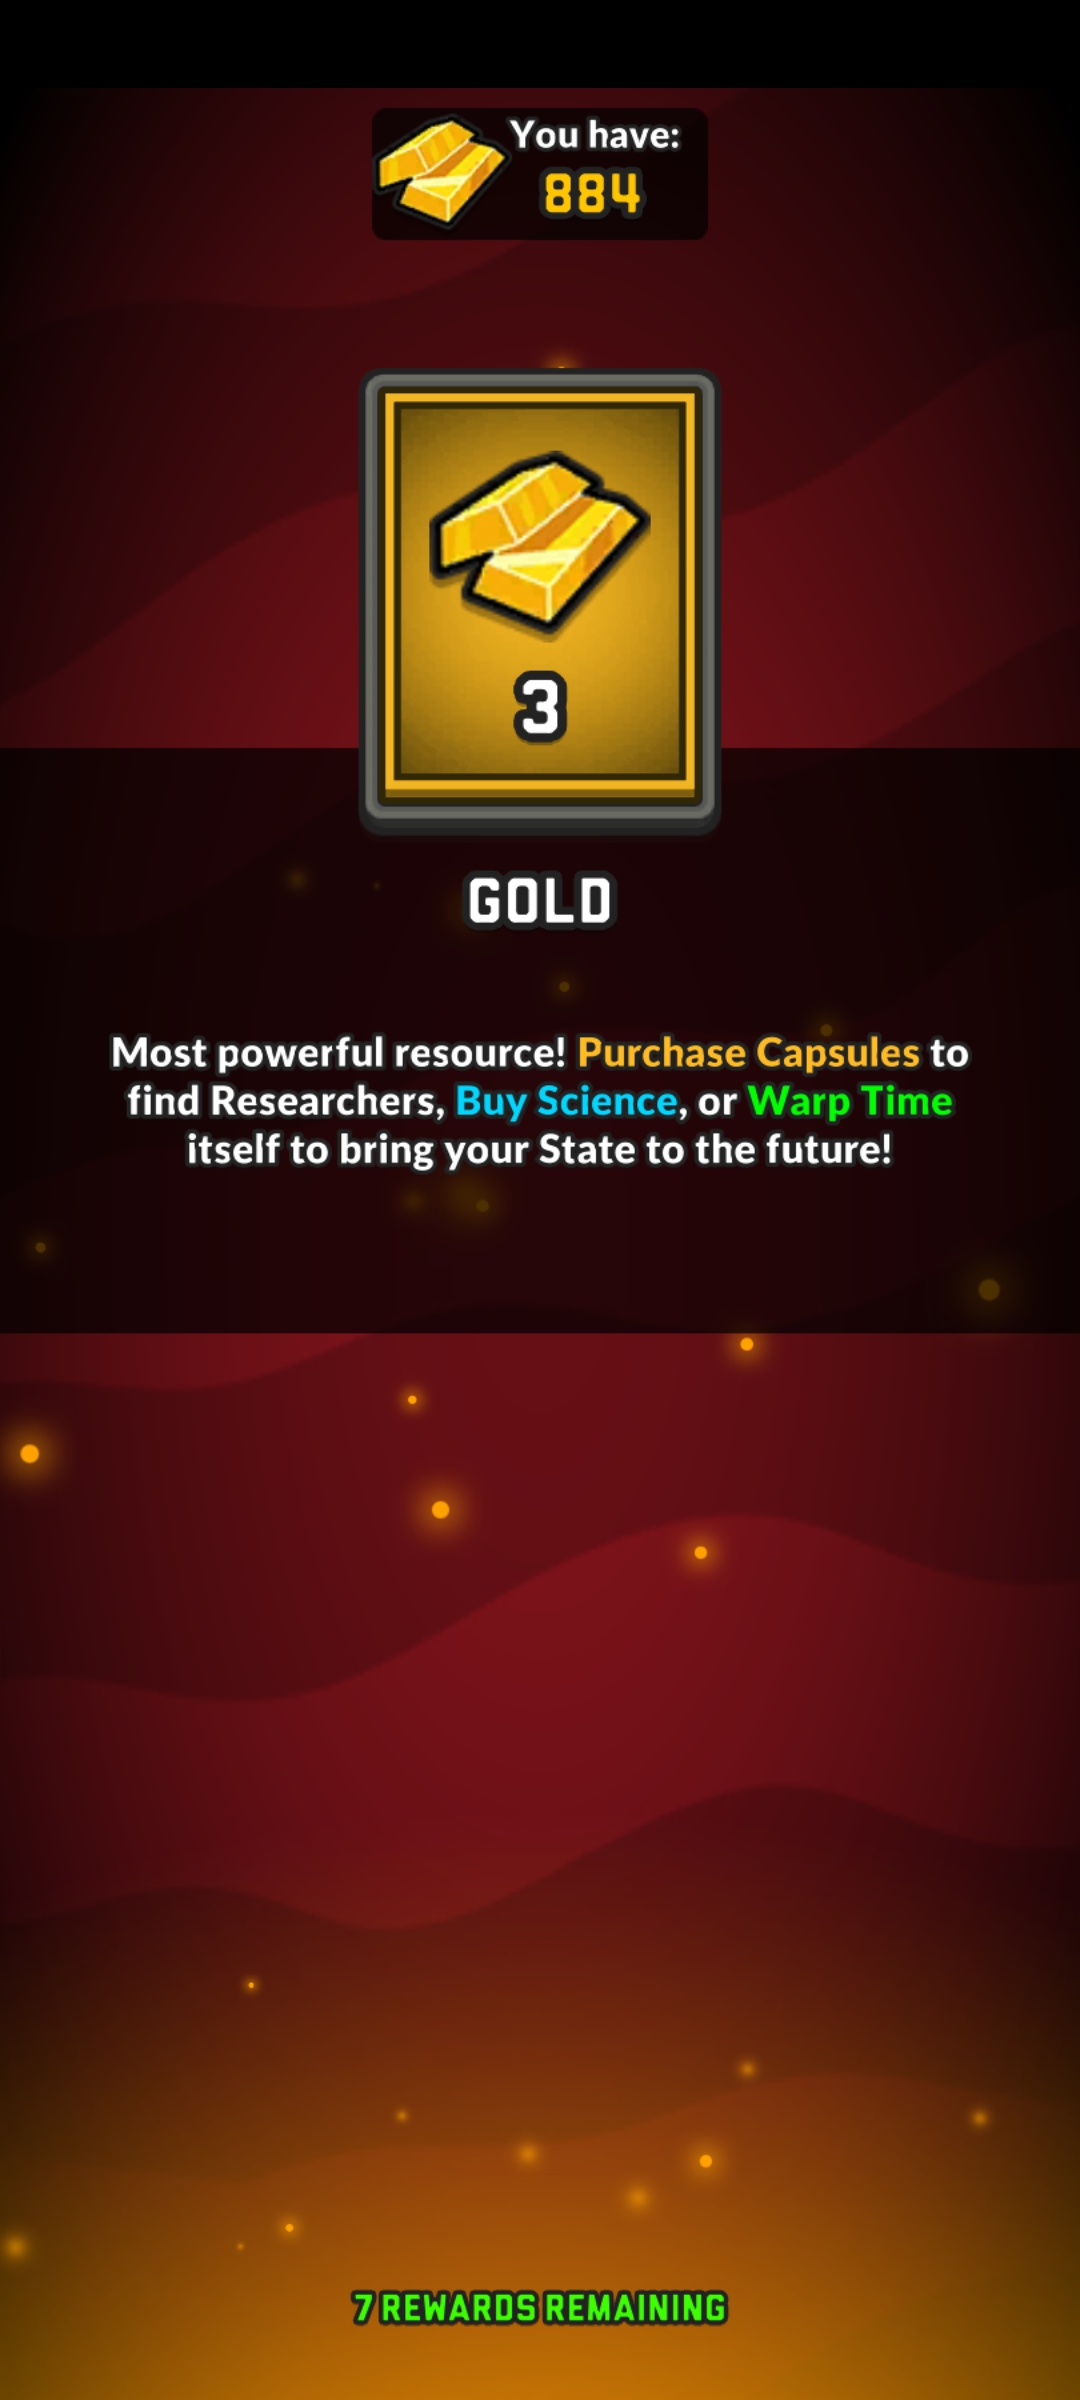 You have:
884
3
GOLD
Most powerful resource! Purchase Capsules to
find Researchers, Buy Science, or Warp Time
itself to bring your State to the future!
7 REWARDS REMAINING